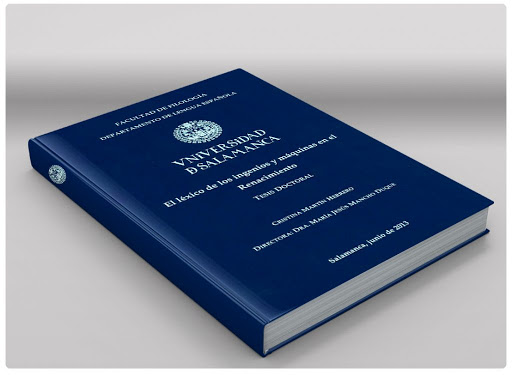 FACULTAD DE FILOLOGÍA
DEPARTAMENTO DE LENGUA ESPAÑOLA
VNIVERSIDAD
D SALAMANCA
El léxico de los ingenios y máquinas en el
Renacimiento
TESIS DOCTORAL
CRISTINA MARTÍN HERRERO
DIRECTORA: DRA. MARÍA JESÚS MANCHO DUQUE
Salamanca, junio de 2013